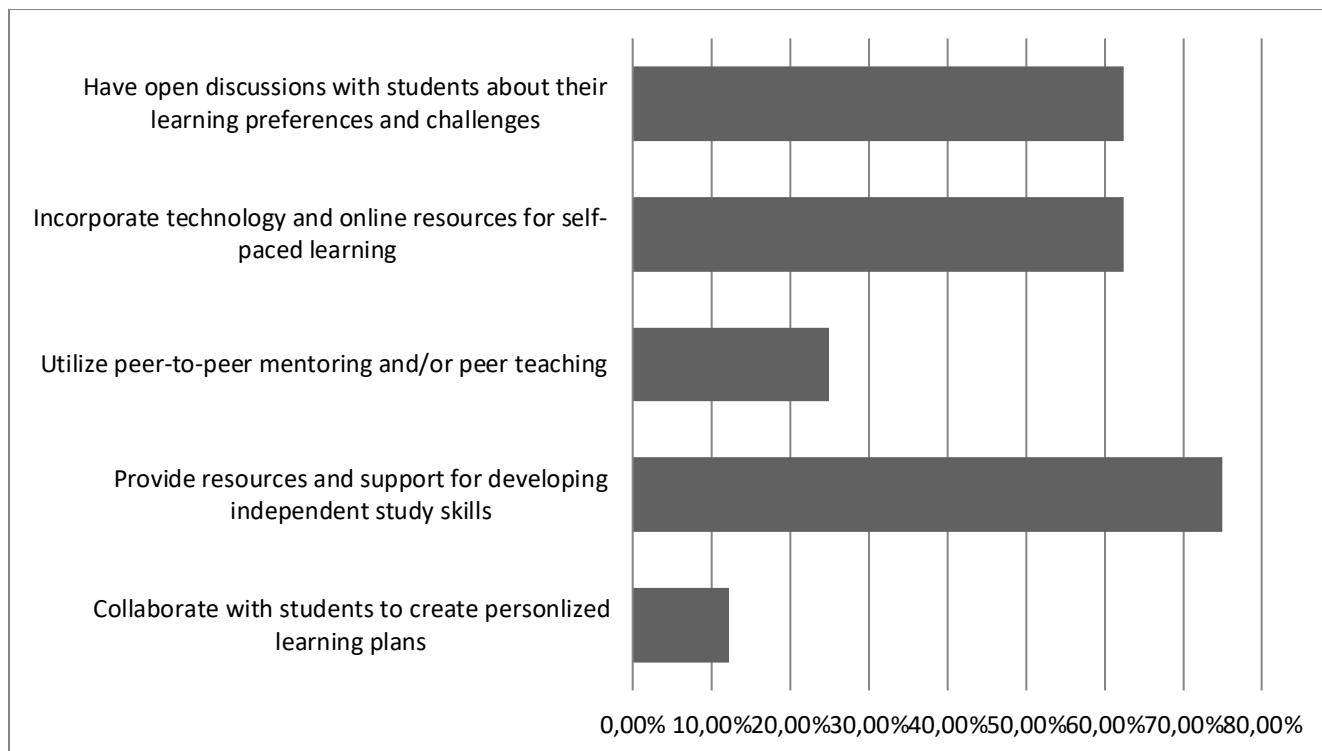 Have open discussions with students about their
learning preferences and challenges
Incorporate technology and online resources for self-
paced learning
Utilize peer-to-peer mentoring and/or peer teaching
Provide resources and support for developing
independent study skills
Collaborate with students to create personlized
learning plans
0,00% 10,00% 20,00% 30,00% 40,00% 50,00% 60,00% 70,00% 80,00%